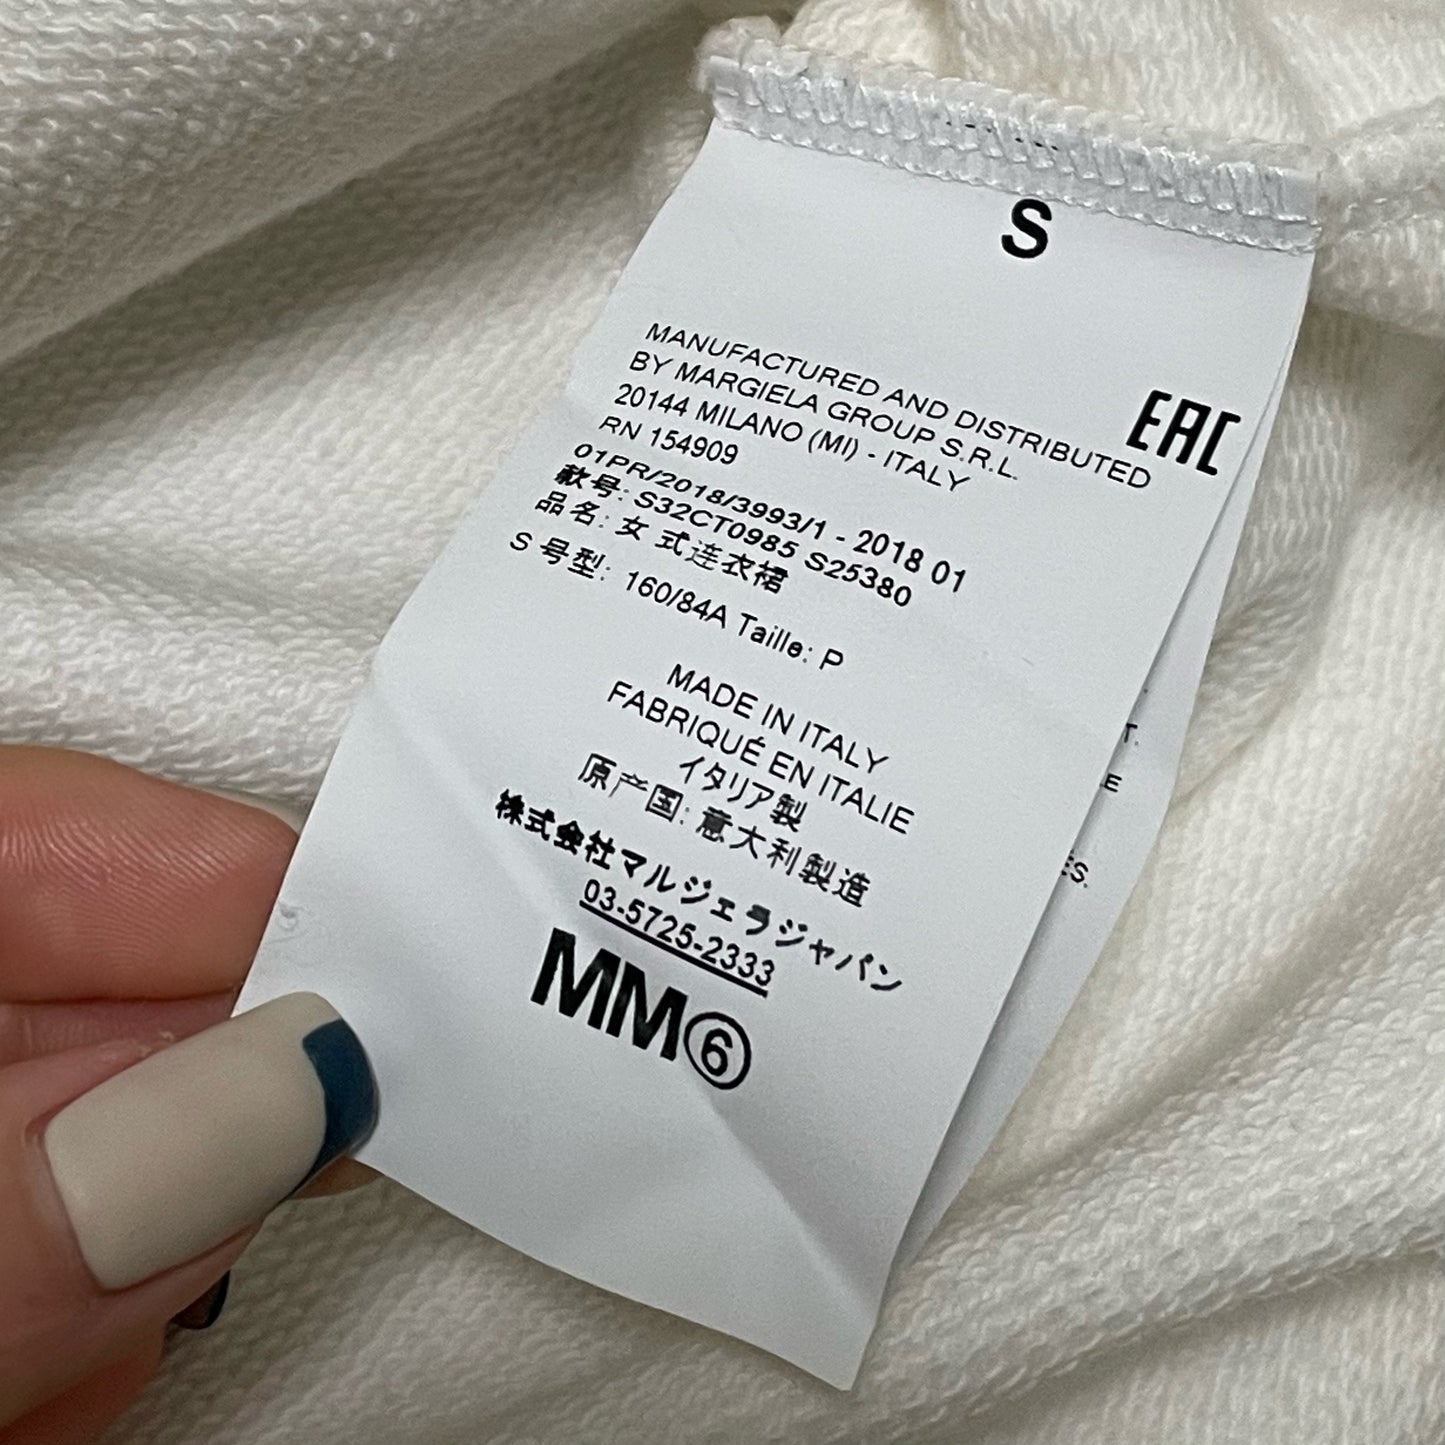 S
MANUFACTURED AND DISTRIBUTED
BY MARGIELA GROUP S.R.L.
20144 MILANO (MI) - ITALY
RN 154909
EAC
01PR/2018/3993/1 - 2018 01
款号: S32CT0985 S25380
品名: 女 式连衣裙
S 号型: 160/84A Taille: P
MADE IN ITALY
FABRIQUÉ EN ITALIE
イタリア製
原产国: 意大利製造
株式会社マルジェラジャパン
03-5725-2333
MM⑥
T.
E
ES.